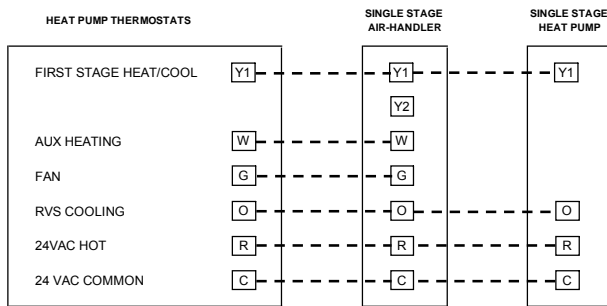 HEAT PUMP THERMOSTATS
SINGLE STAGE
AIR-HANDLER
SINGLE STAGE
HEAT PUMP
FIRST STAGE HEAT/COOL Y1 Y1 Y1
Y2
AUX HEATING W W
FAN G G
RVS COOLING O O O
24VAC HOT R R R
24 VAC COMMON C C C